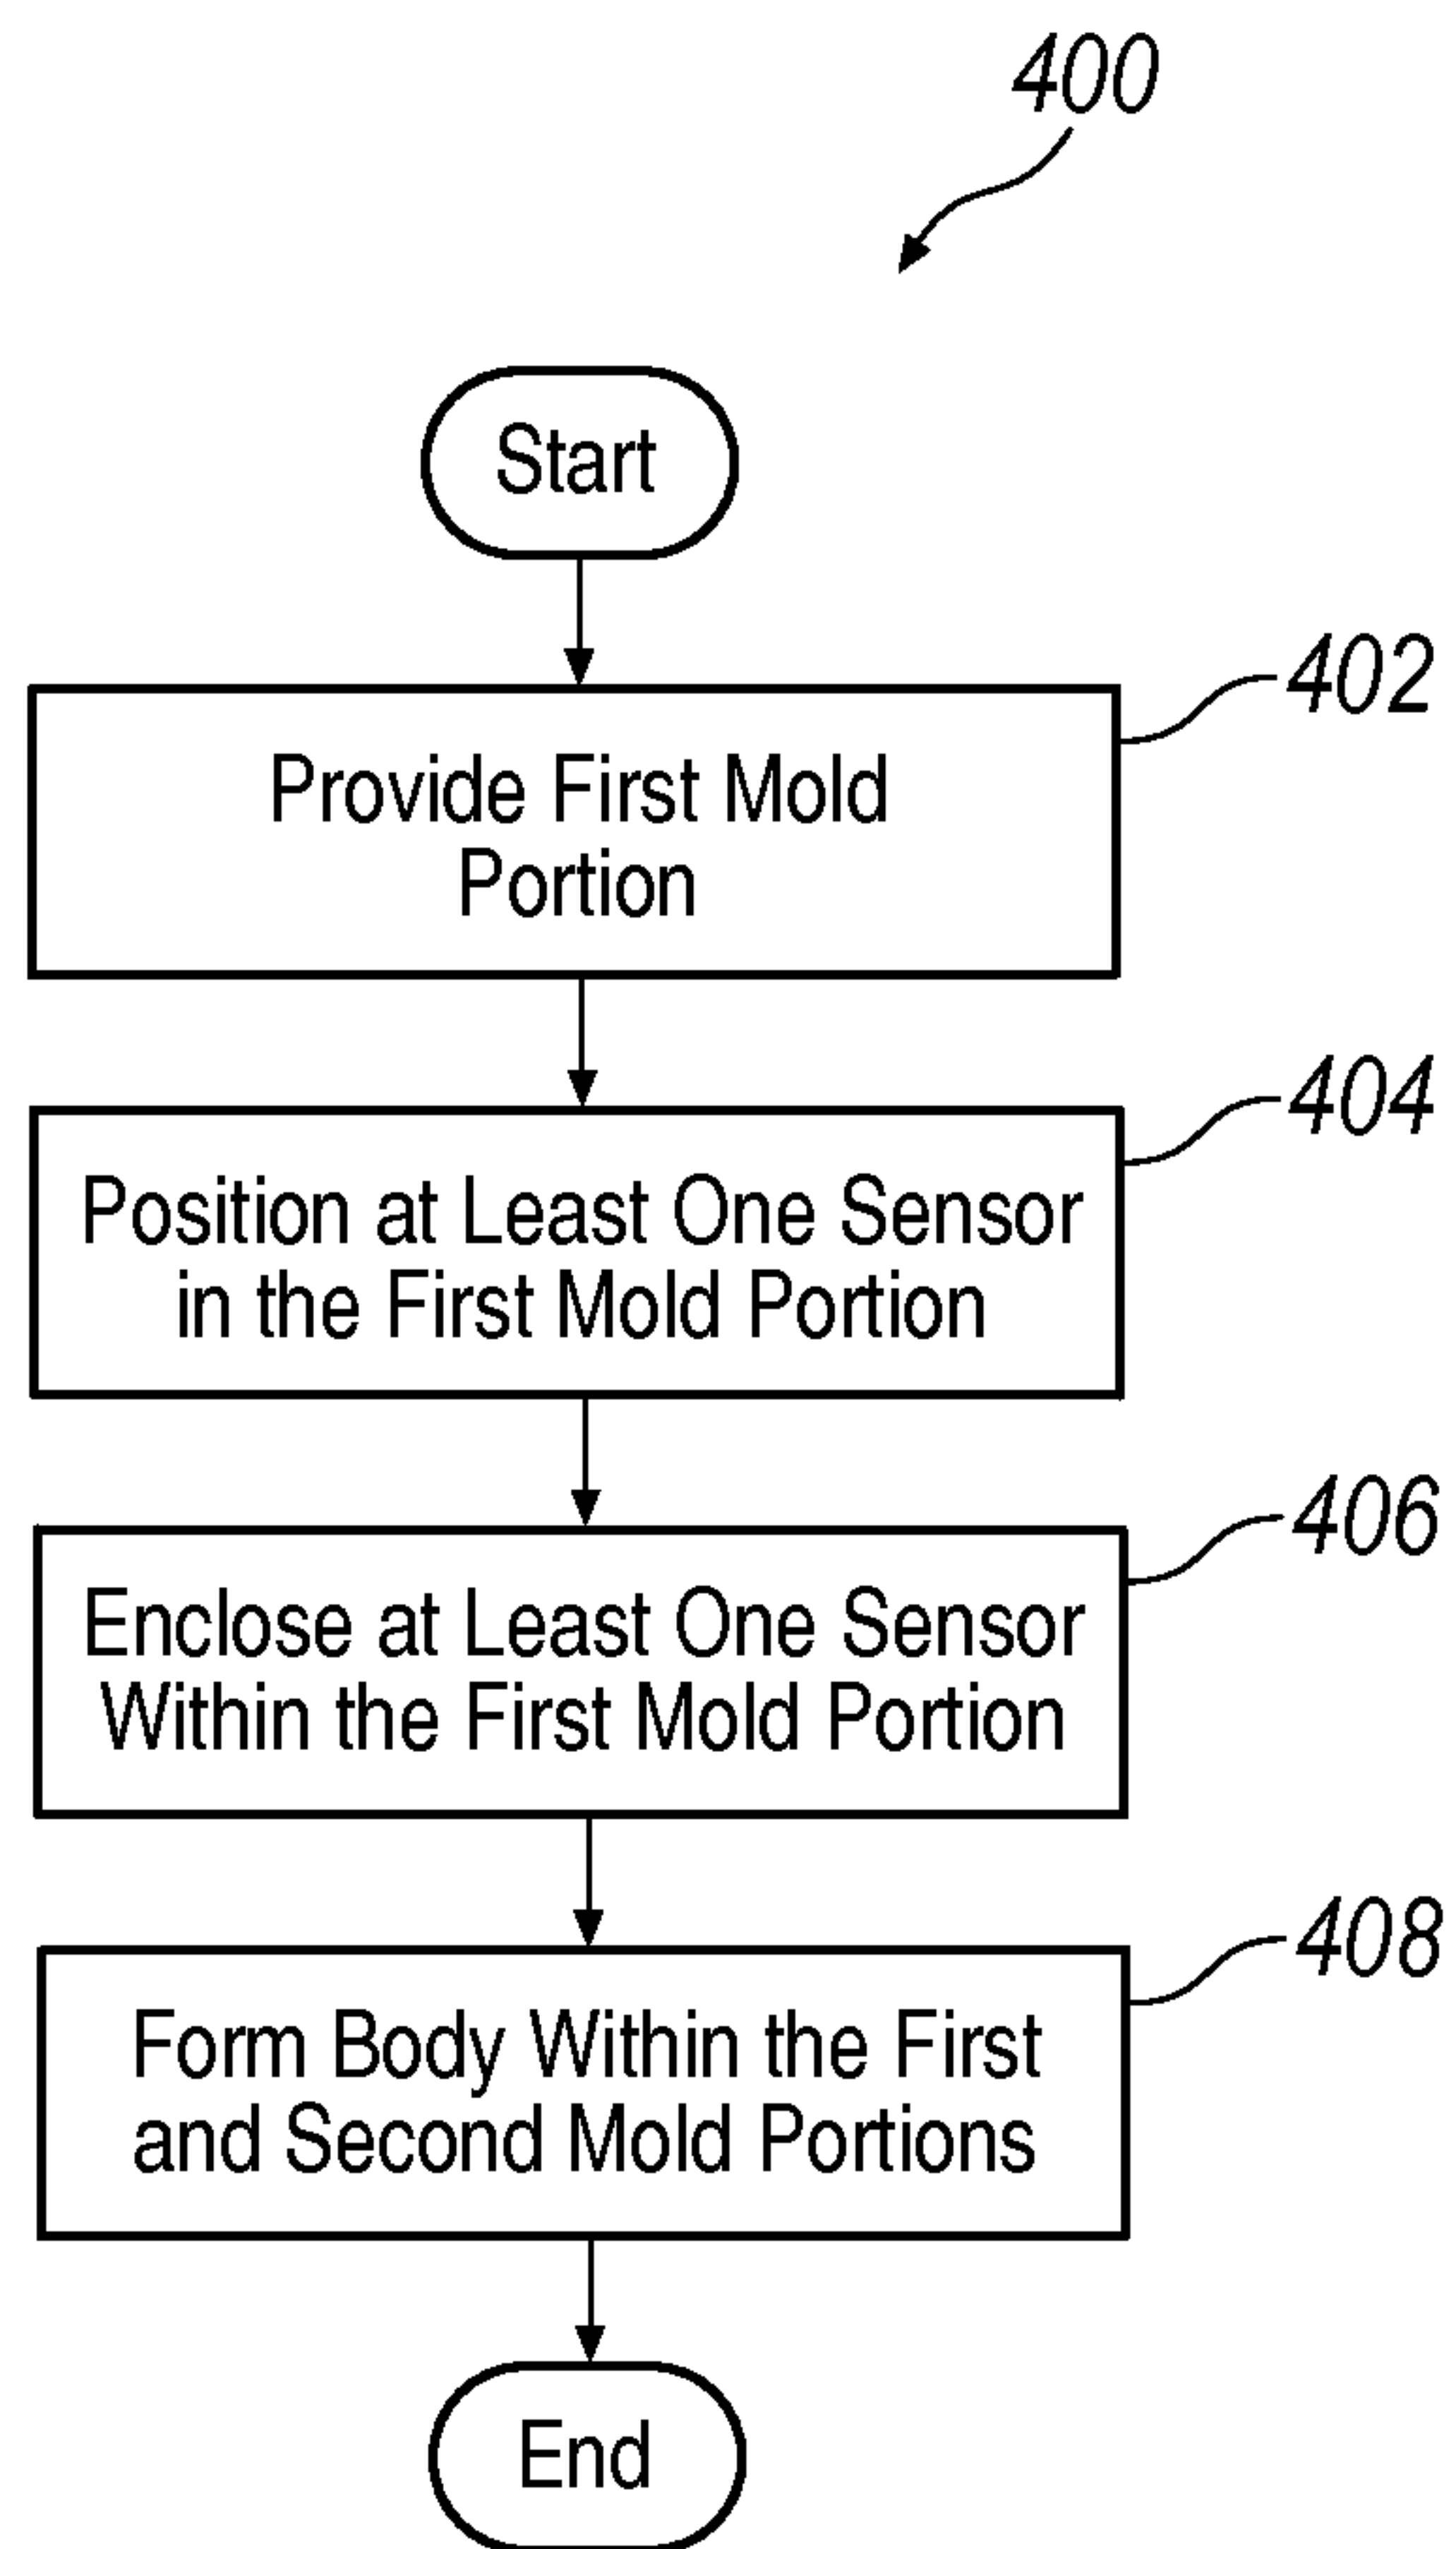 400
Start
402
Provide First Mold
Portion
404
Position at Least One Sensor
in the First Mold Portion
406
Enclose at Least One Sensor
Within the First Mold Portion
408
Form Body Within the First
and Second Mold Portions
End